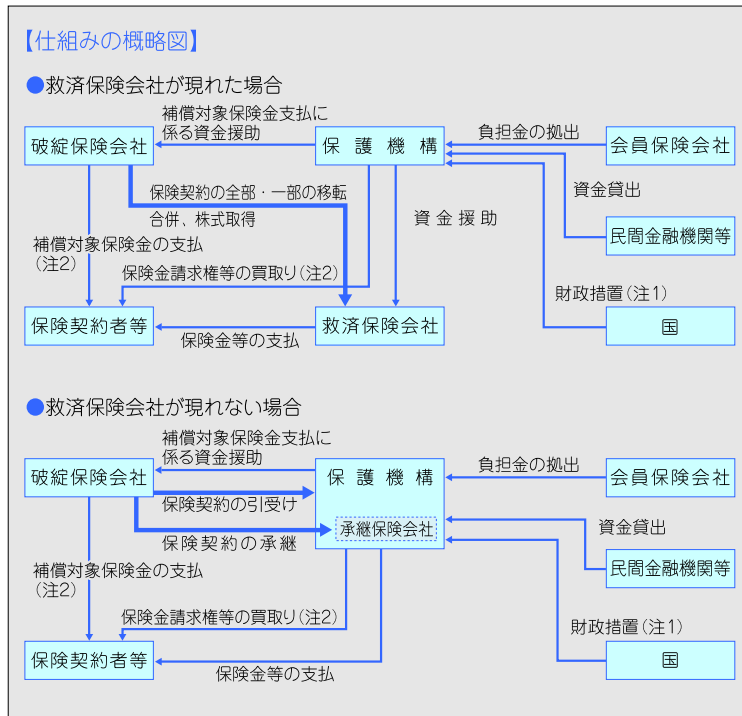 【仕組みの概略図】
●救済保険会社が現れた場合
補償対象保険金支払に
係る資金援助
負担金の拠出
破綻保険会社
保護機構
会員保険会社
保険契約の全部・一部の移転
合併、株式取得
資金貸出
資金援助
民間金融機関等
補償対象保険金の支払
(注2)
保険金請求権等の買取り(注2)
財政措置(注1)
保険契約者等
救済保険会社
国
保険金等の支払
●救済保険会社が現れない場合
補償対象保険金支払に
係る資金援助
負担金の拠出
破綻保険会社
保護機構
会員保険会社
保険契約の引受け
承継保険会社
資金貸出
保険契約の承継
民間金融機関等
補償対象保険金の支払
(注2)
保険金請求権等の買取り(注2)
財政措置(注1)
保険契約者等
国
保険金等の支払